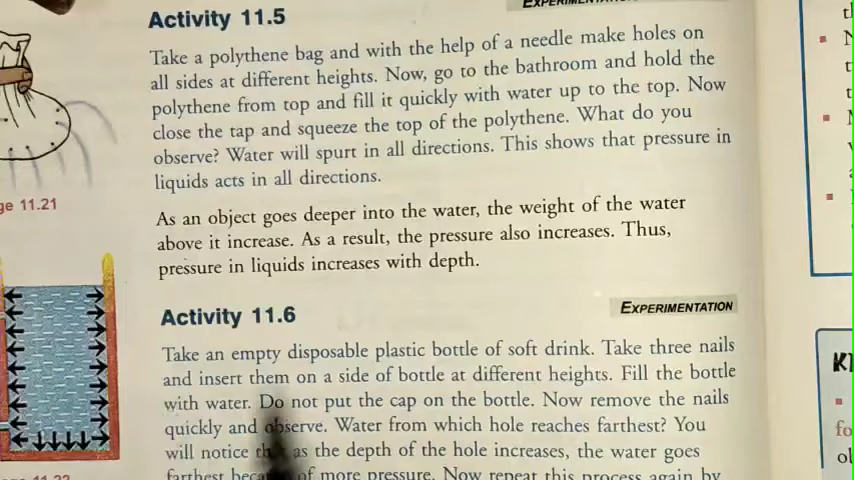 Activity 11.5
Take a polythene bag and with the help of a needle make holes on
all sides at different heights. Now, go to the bathroom and hold the
polythene from top and fill it quickly with water up to the top. Now
close the tap and squeeze the top of the polythene. What do you
observe? Water will spurt in all directions. This shows that pressure in
liquids acts in all directions.
ge 11.21
As an object goes deeper into the water, the weight of the water
above it increase. As a result, the pressure also increases. Thus,
pressure in liquids increases with depth.
Activity 11.6
EXPERIMENTATION
Take an empty disposable plastic bottle of soft drink. Take three nails
and insert them on a side of bottle at different heights. Fill the bottle
with water. Do not put the cap on the bottle. Now remove the nails
quickly and observe. Water from which hole reaches farthest? You
will notice as the depth of the hole increases, the water goes
farthest of more pressure. Now repeat this process again by